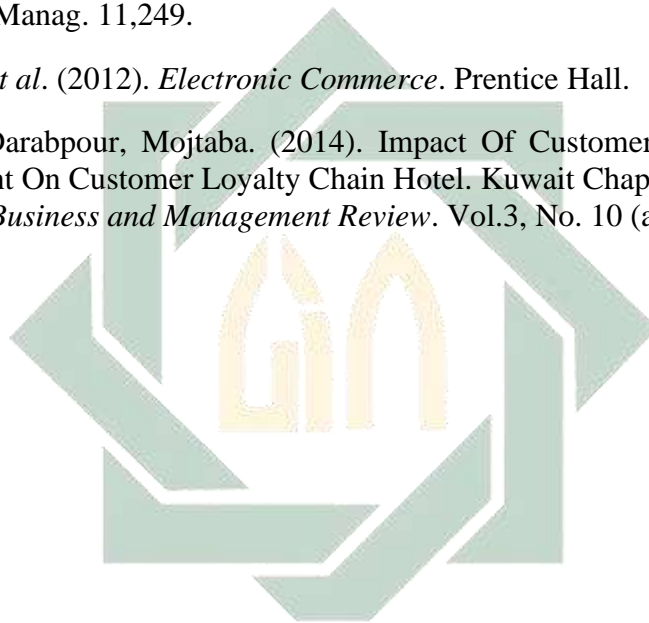 Manag. 11,249.
et al. (2012). Electronic Commerce. Prentice Hall.
Darabpour, Mojtaba. (2014). Impact Of Customer
nt On Customer Loyalty Chain Hotel. Kuwait Chap
Business and Management Review. Vol.3, No. 10 (a